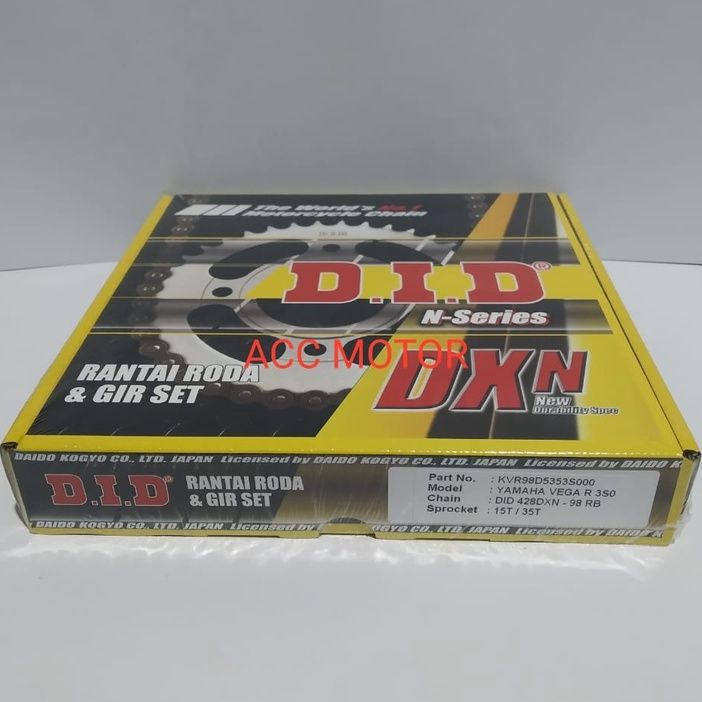 The World's No.1
Motorcycle Chain
D.I.D®
N-Series
ACC MOTOR
RANTAI RODA
& GIR SET
DXN
New
Durability Spec
DAIDO KOGYO CO., LTD. JAPAN Licensed by DAIDO KOGYO CO., LTD. JAPAN Licensed by DAIDO K
D.I.D®
RANTAI RODA
& GIR SET
Part No. : KVR98D5353S000
Model : YAMAHA VEGA R 3S0
Chain : DID 428DXN - 98 RB
Sprocket : 15T / 35T
DAIDO KOGYO CO., LTD. JAPAN Licensed by DAIDO KOGYO CO., LTD. JAPAN Licensed by DAIDO K